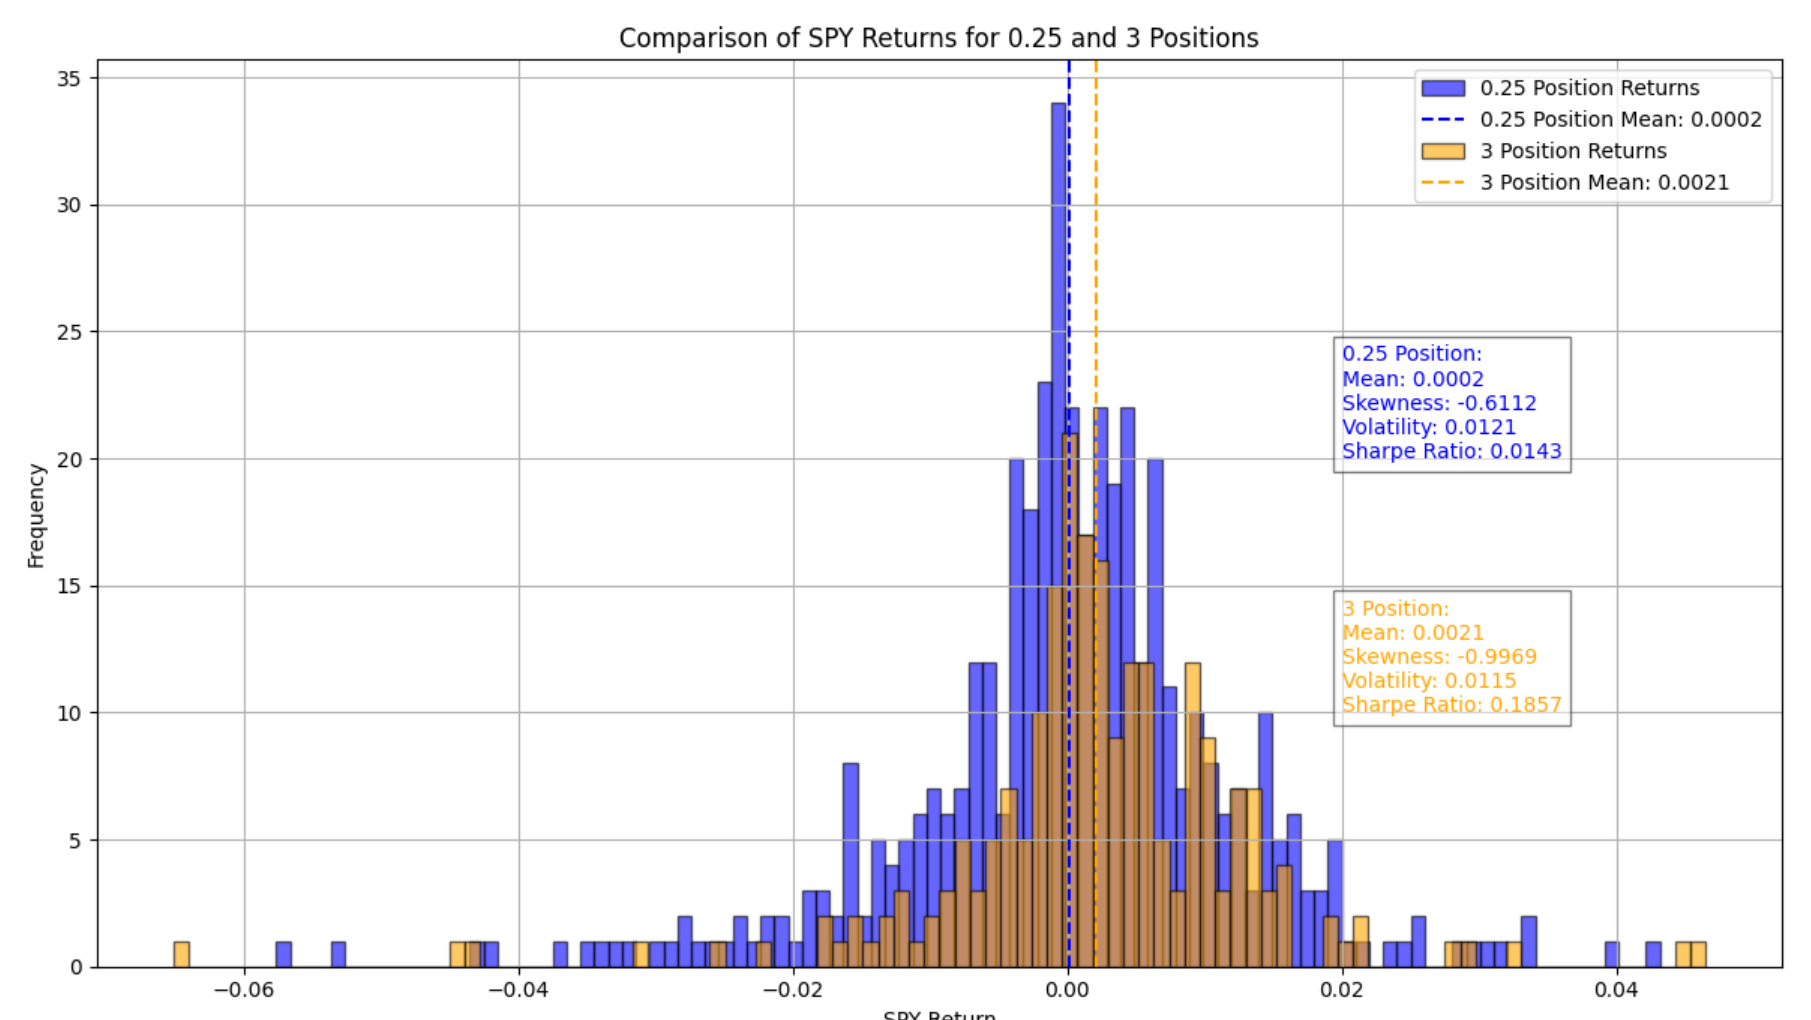 Comparison of SPY Returns for 0.25 and 3 Positions
35
30
25
20
15
10
5
0
Frequency
0.25 Position Returns
0.25 Position Mean: 0.0002
3 Position Returns
3 Position Mean: 0.0021
0.25 Position:
Mean: 0.0002
Skewness: -0.6112
Volatility: 0.0121
Sharpe Ratio: 0.0143
3 Position:
Mean: 0.0021
Skewness: -0.9969
Volatility: 0.0115
Sharpe Ratio: 0.1857
−0.06 −0.04 −0.02 0.00 0.02 0.04
SPY Return